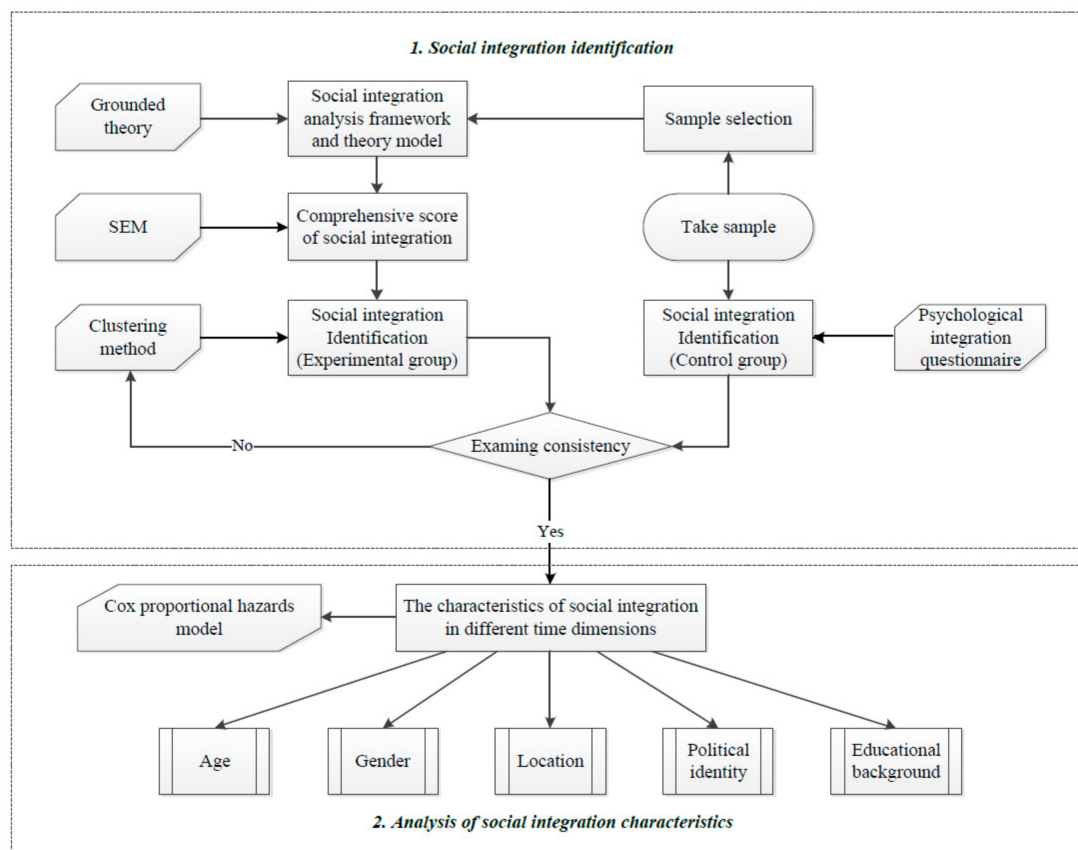 1. Social integration identification
Grounded
theory
Social integration
analysis framework
and theory model
Sample selection
SEM
Comprehensive score
of social integration
Take sample
Clustering
method
Social integration
Identification
(Experimental group)
Social integration
Identification
(Control group)
Psychological
integration
questionnaire
Examing consistency
No
Yes
Cox proportional hazards
model
The characteristics of social integration
in different time dimensions
Age
Gender
Location
Political
identity
Educational
background
2. Analysis of social integration characteristics